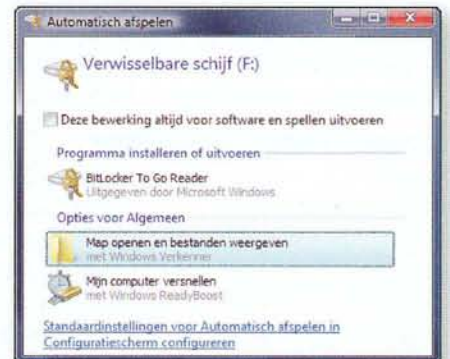 Automatisch afspelen
Verwisselbare schijf (F:)
Deze bewerking altijd voor software en spellen uitvoeren
Programma installeren of uitvoeren
BitLocker To Go Reader
Uitgegeven door Microsoft Windows
Opties voor Algemeen
Map openen en bestanden weergeven
met Windows Verkenner
Mijn computer versnellen
met Windows ReadyBoost
Standaardinstellingen voor Automatisch afspelen in
Configuratiescherm configureren